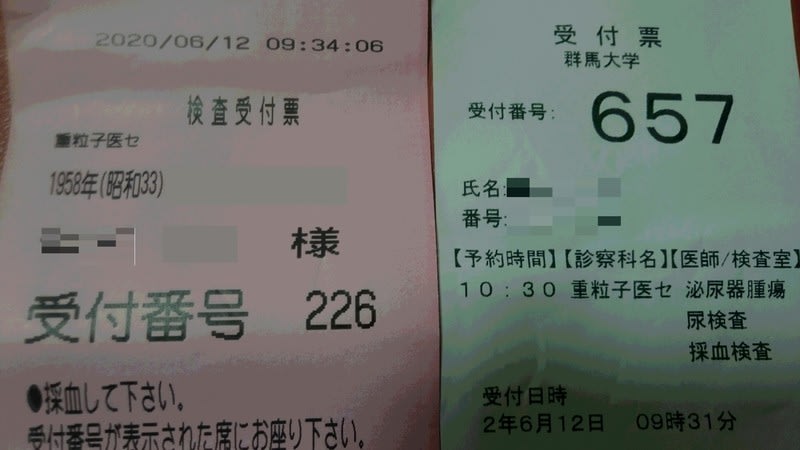 2020/06/12 09:34:06
検査受付票
重粒子医セ
1958年(昭和33)
様
受付番号 226
●採血して下さい。
受付番号が表示された席にお座り下さい。
受付票
群馬大学
受付番号: 657
氏名:
番号:
【予約時間】【診察科名】【医師/検査室】
10:30 重粒子医セ 泌尿器腫瘍
尿検査
採血検査
受付日時
2年6月12日 09時31分